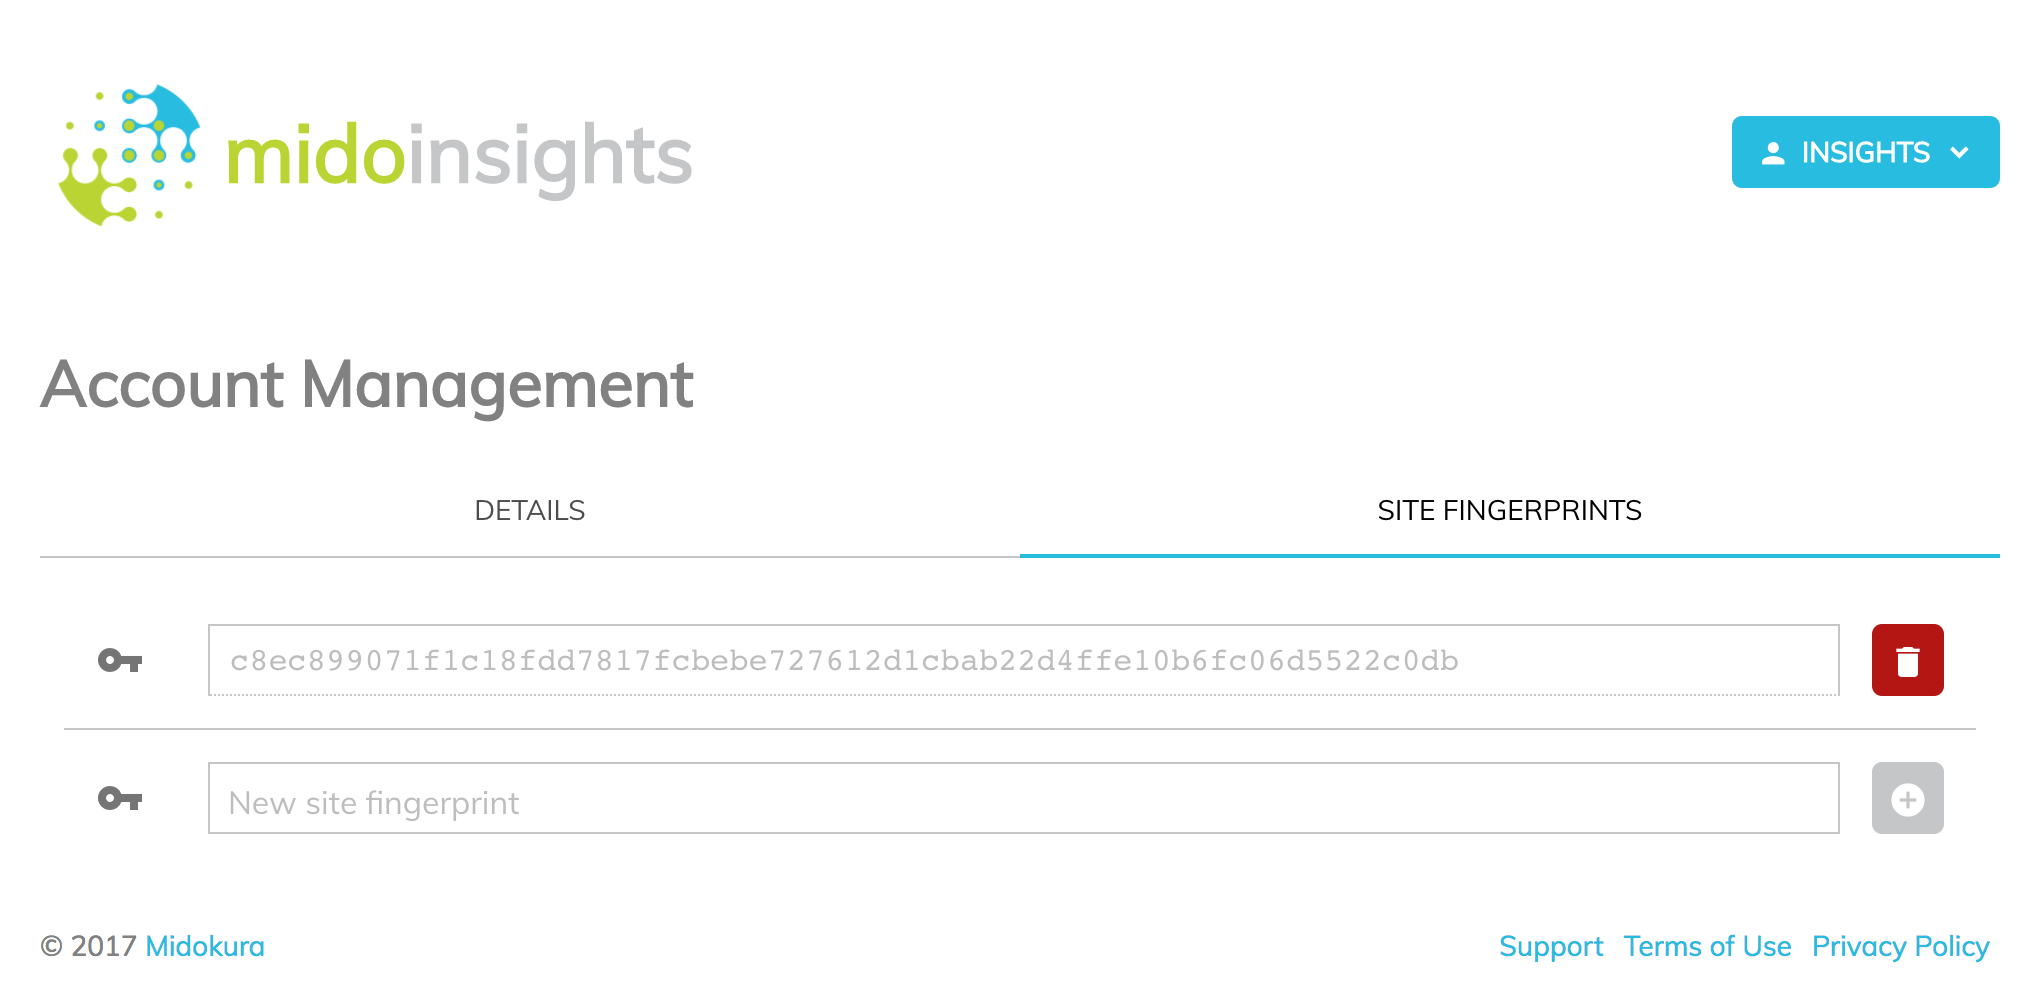 midoinsights
INSIGHTS
Account Management
DETAILS
SITE FINGERPRINTS
c8ec899071f1c18fdd7817fcbebe727612d1cbab22d4ffe10b6fc06d5522c0db
New site fingerprint
© 2017 Midokura
Support Terms of Use Privacy Policy